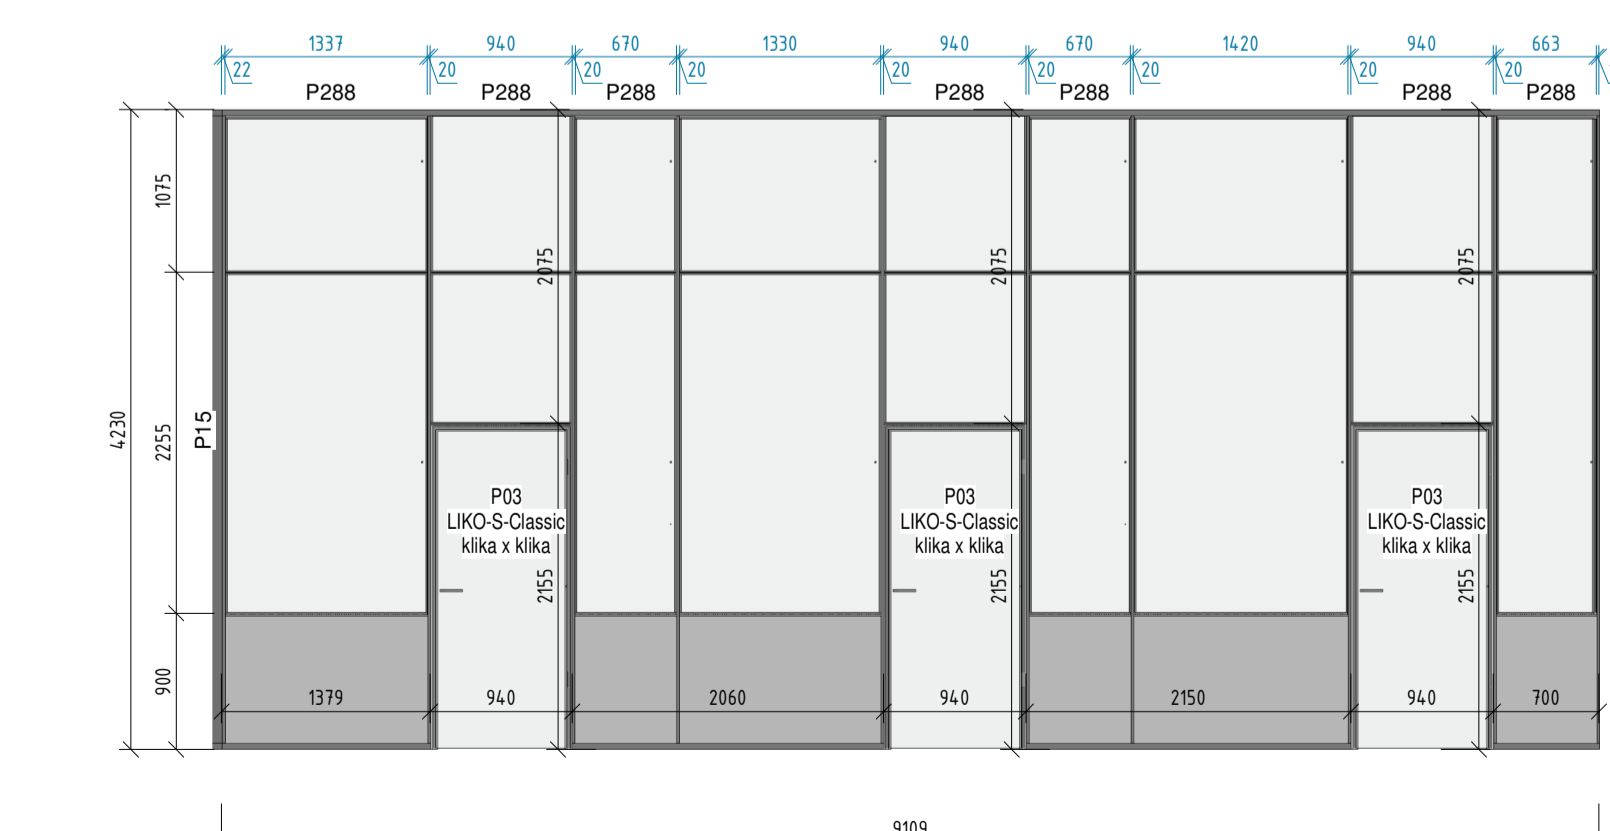 1337 940 670 1330 940 670 1420 940 663
22 20 20 20 20 20 20 20 20
P288 P288 P288 P288 P288 P288 P288
1075
2075 2075 2075
4230
2255
P15
P03 P03 P03
LIKO-S-Classic LIKO-S-Classic LIKO-S-Classic
klika x klika klika x klika klika x klika
2155 2155 2155
900
1379 940 2060 940 2150 940 700
9109